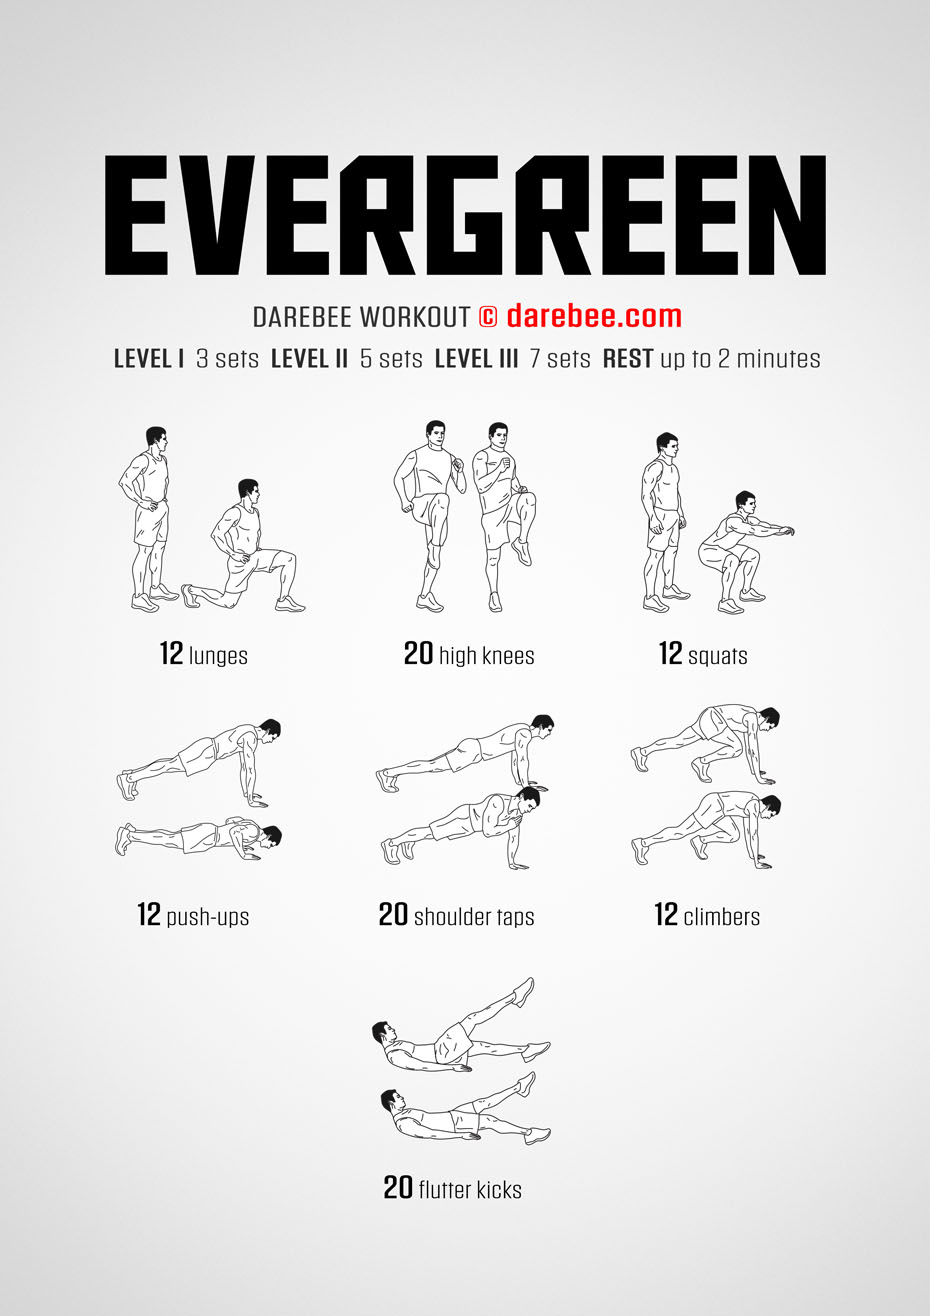 EVERGREEN
DAREBEE WORKOUT © darebee.com
LEVEL I 3 sets LEVEL II 5 sets LEVEL III 7 sets REST up to 2 minutes
12 lunges
20 high knees
12 squats
12 push-ups
20 shoulder taps
12 climbers
20 flutter kicks